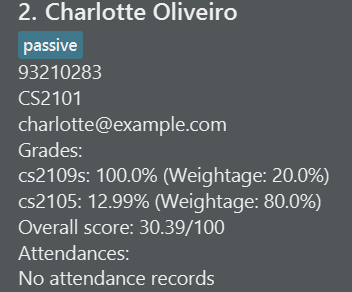 2. Charlotte Oliveiro
passive
93210283
CS2101
charlotte@example.com
Grades:
cs2109s: 100.0% (Weightage: 20.0%)
cs2105: 12.99% (Weightage: 80.0%)
Overall score: 30.39/100
Attendances:
No attendance records